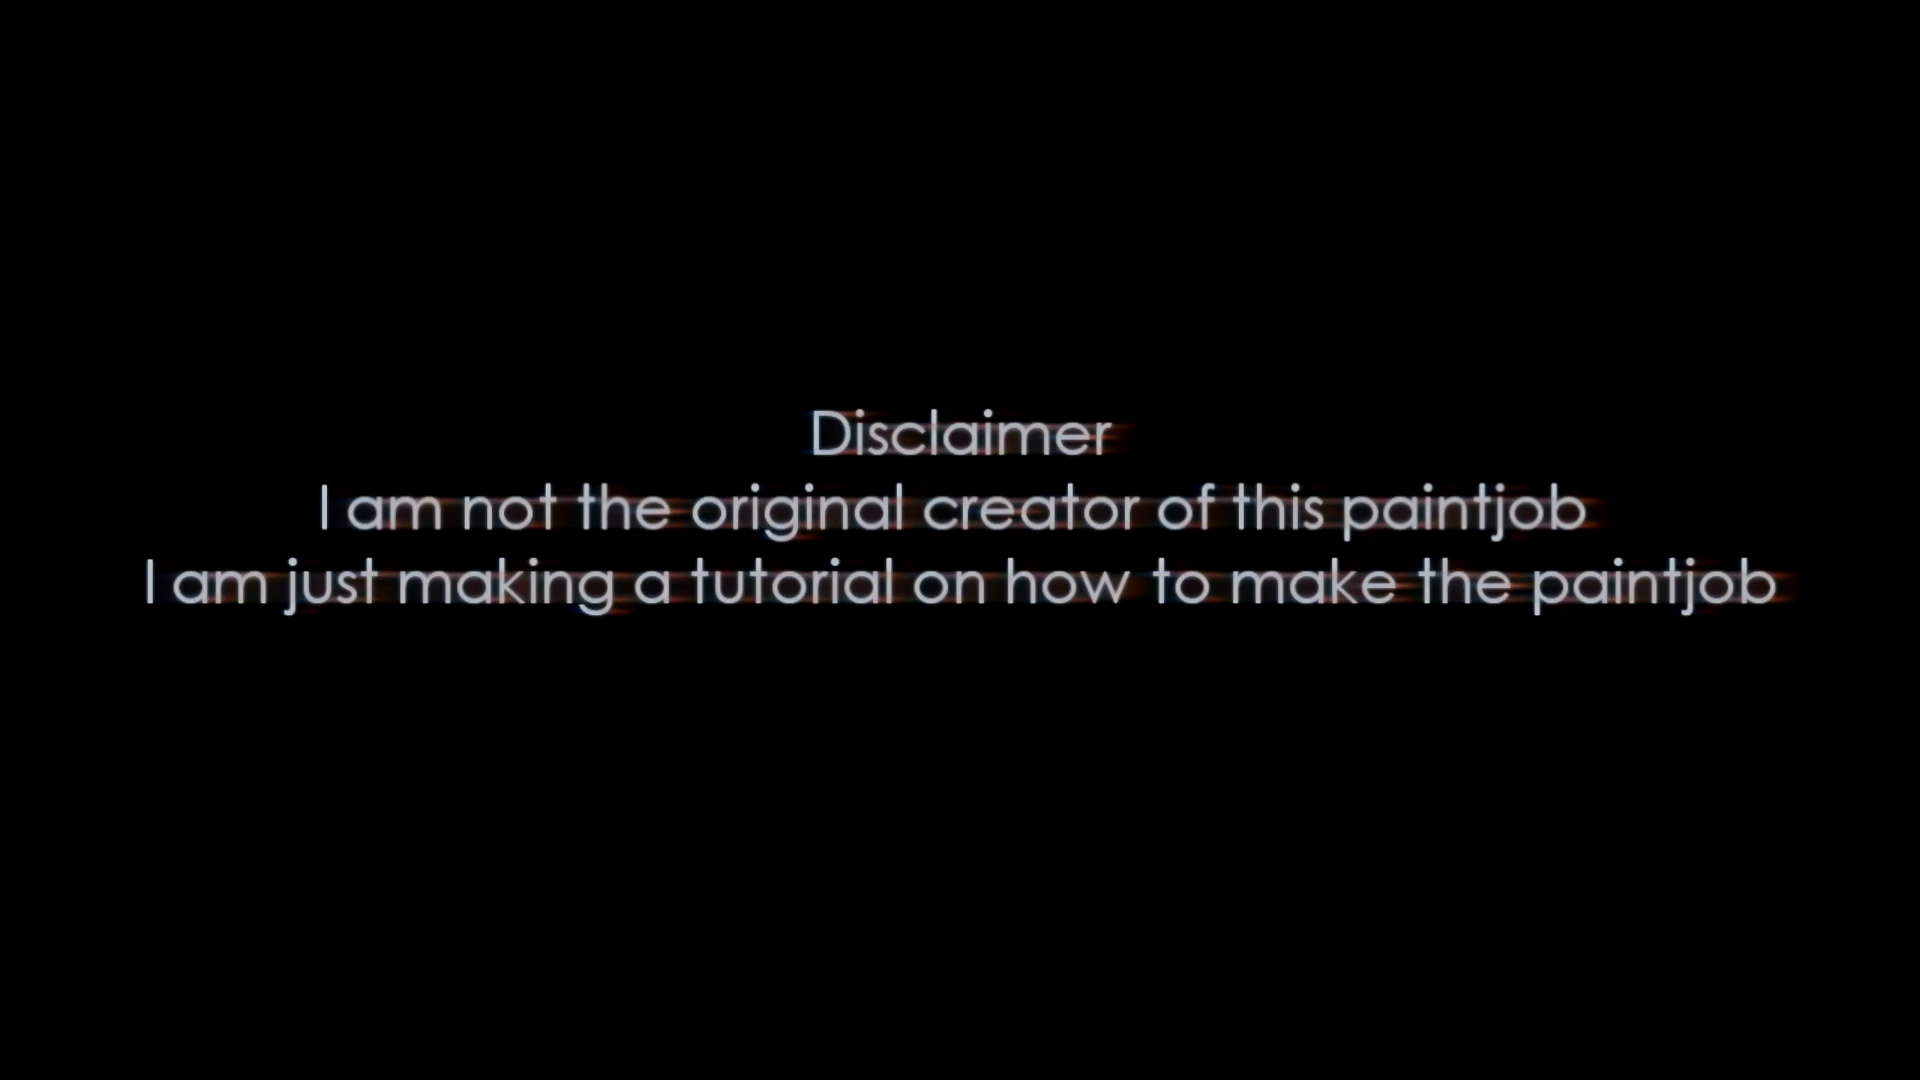 Disclaimer
I am not the original creator of this paintjob
I am just making a tutorial on how to make the paintjob